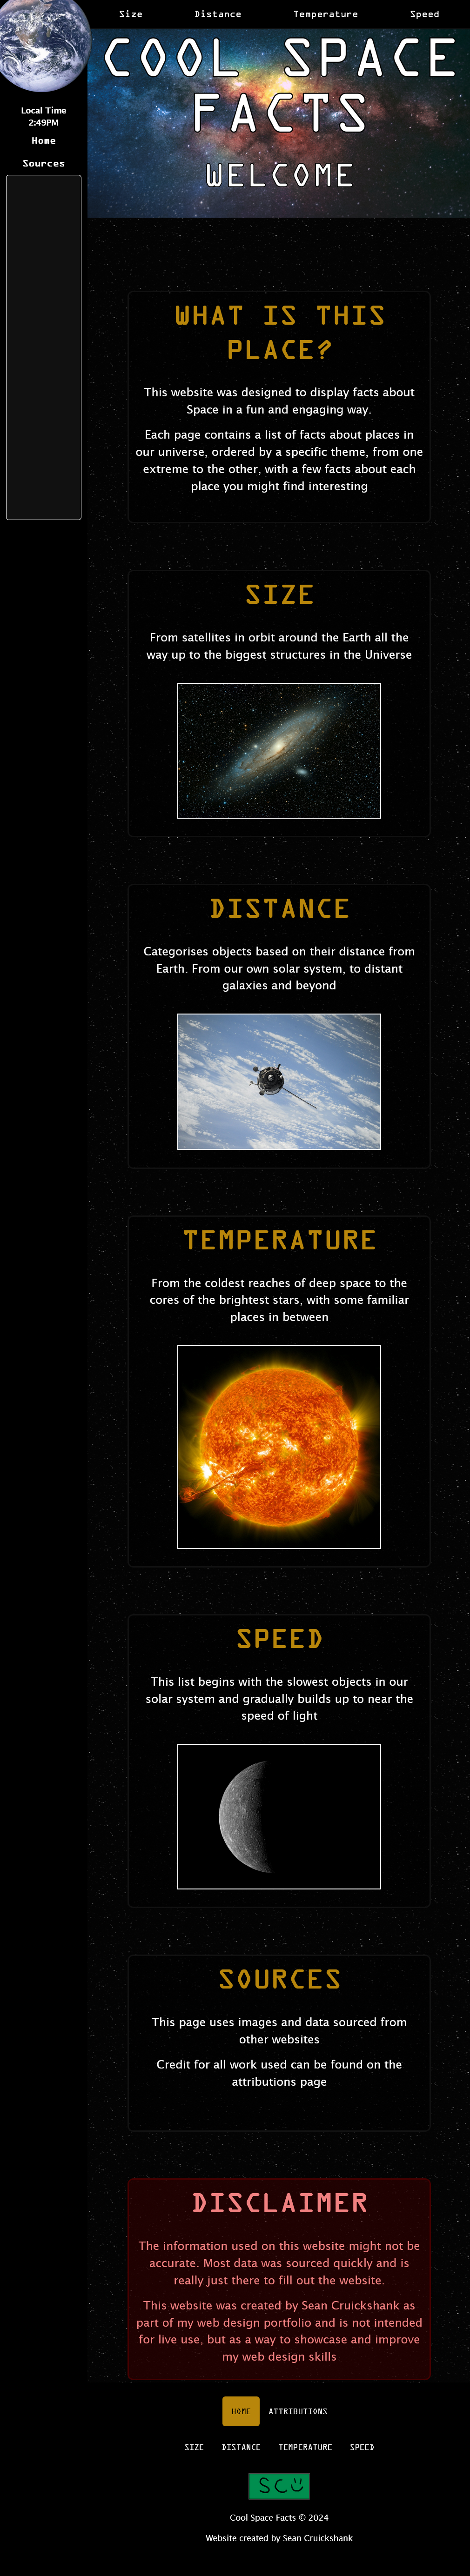 Size Distance Temperature Speed
Local Time
2:49PM
Home
Sources
COOL SPACE
FACTS
WELCOME
WHAT IS THIS
PLACE?
This website was designed to display facts about
Space in a fun and engaging way.
Each page contains a list of facts about places in
our universe, ordered by a specific theme, from one
extreme to the other, with a few facts about each
place you might find interesting
SIZE
From satellites in orbit around the Earth all the
way up to the biggest structures in the Universe
DISTANCE
Categorises objects based on their distance from
Earth. From our own solar system, to distant
galaxies and beyond
TEMPERATURE
From the coldest reaches of deep space to the
cores of the brightest stars, with some familiar
places in between
SPEED
This list begins with the slowest objects in our
solar system and gradually builds up to near the
speed of light
SOURCES
This page uses images and data sourced from
other websites
Credit for all work used can be found on the
attributions page
DISCLAIMER
The information used on this website might not be
accurate. Most data was sourced quickly and is
really just there to fill out the website.
This website was created by Sean Cruickshank as
part of my web design portfolio and is not intended
for live use, but as a way to showcase and improve
my web design skills
HOME ATTRIBUTIONS
SIZE DISTANCE TEMPERATURE SPEED
SCU
Cool Space Facts © 2024
Website created by Sean Cruickshank